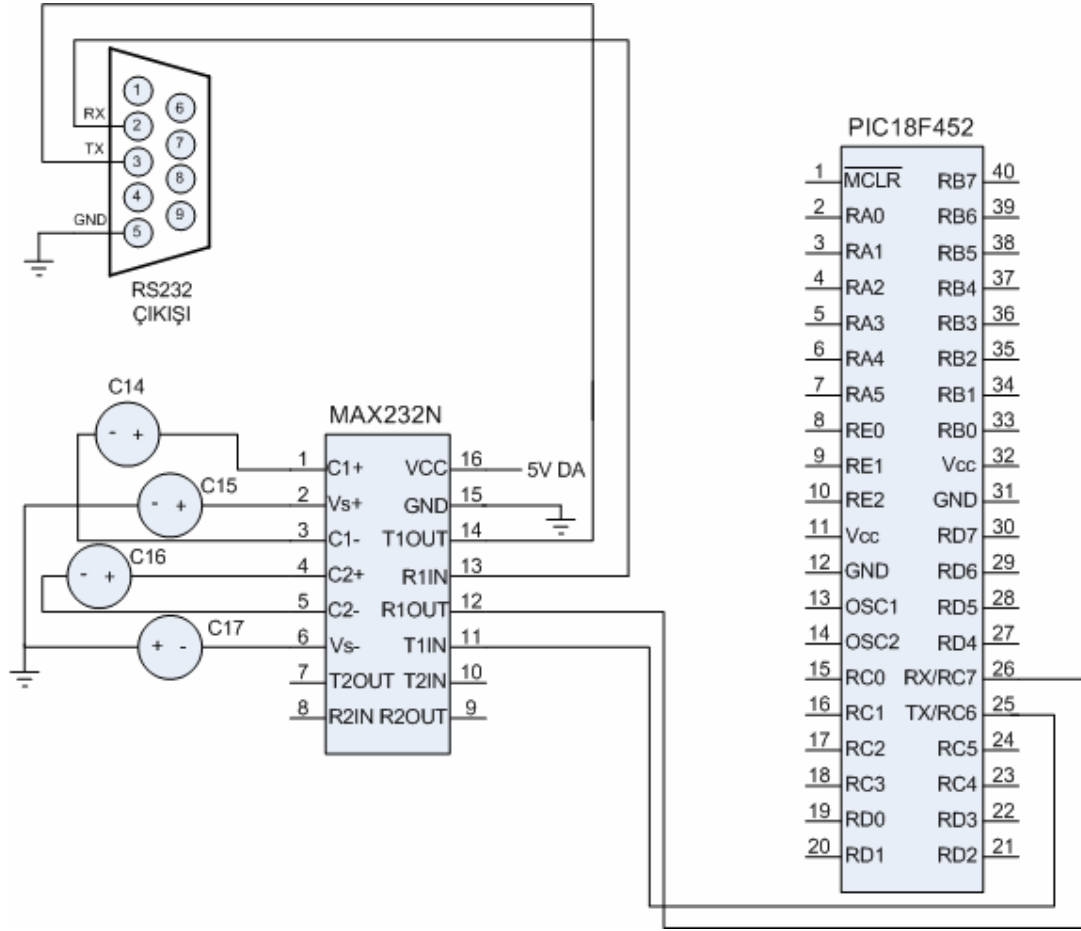 1
6
RX
2
7
TX
3
8
4
9
GND
5
RS232
ÇIKIŞI
C14
- +
C15
- +
C16
- +
C17
+ -
MAX232N
1 C1+ VCC 16 5V DA
2 Vs+ GND 15
3 C1- T1OUT 14
4 C2+ R1IN 13
5 C2- R1OUT 12
6 Vs- T1IN 11
7 T2OUT T2IN 10
8 R2IN R2OUT 9
PIC18F452
1 MCLR RB7 40
2 RA0 RB6 39
3 RA1 RB5 38
4 RA2 RB4 37
5 RA3 RB3 36
6 RA4 RB2 35
7 RA5 RB1 34
8 RE0 RB0 33
9 RE1 Vcc 32
10 RE2 GND 31
11 Vcc RD7 30
12 GND RD6 29
13 OSC1 RD5 28
14 OSC2 RD4 27
15 RC0 RX/RC7 26
16 RC1 TX/RC6 25
17 RC2 RC5 24
18 RC3 RC4 23
19 RD0 RD3 22
20 RD1 RD2 21